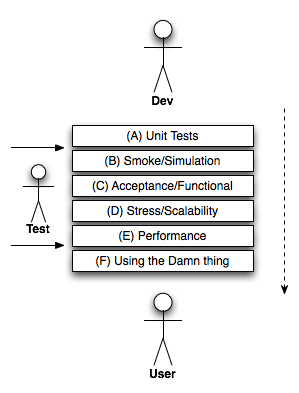 Dev
(A) Unit Tests
(B) Smoke/Simulation
(C) Acceptance/Functional
(D) Stress/Scalability
Test
(E) Performance
(F) Using the Damn thing
User